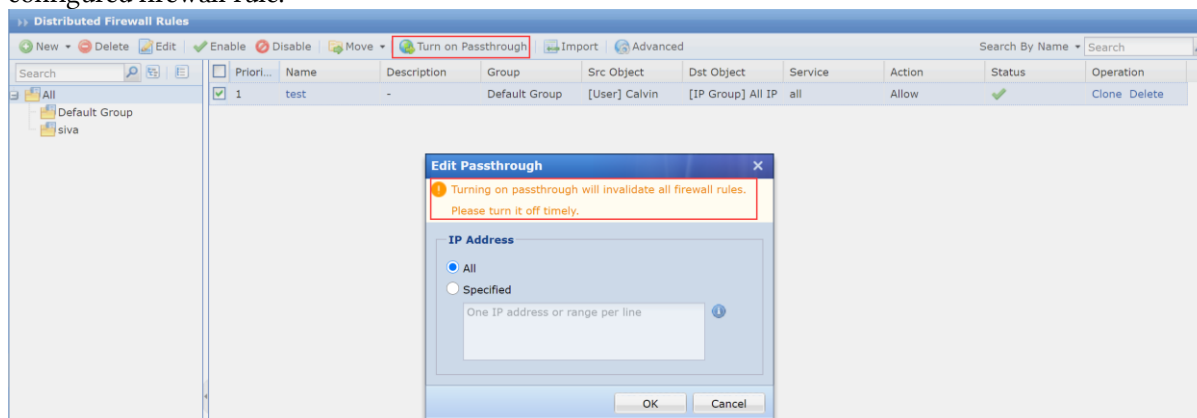 configured firewall rule.
Distributed Firewall Rules
New Delete Edit Enable Disable Move Turn on Passthrough Import Advanced Search By Name Search
Search Priori... Name Description Group Src Object Dst Object Service Action Status Operation
All 1 test - Default Group [User] Calvin [IP Group] All IP all Allow Clone Delete
Default Group
siva
Edit Passthrough
Turning on passthrough will invalidate all firewall rules.
Please turn it off timely.
IP Address
All
Specified
One IP address or range per line
OK Cancel